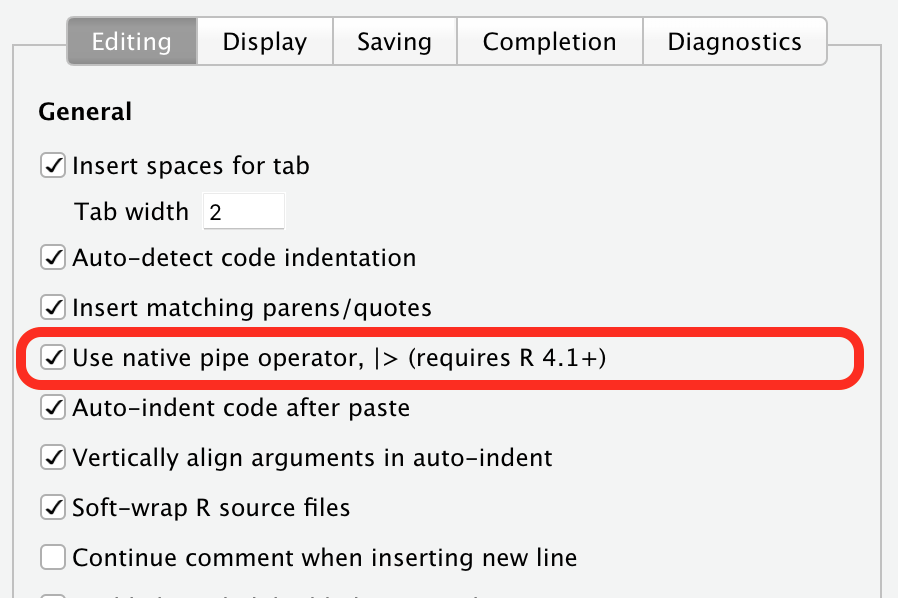 Editing Display Saving Completion Diagnostics
General
Insert spaces for tab
Tab width 2
Auto-detect code indentation
Insert matching parens/quotes
Use native pipe operator, |> (requires R 4.1+)
Auto-indent code after paste
Vertically align arguments in auto-indent
Soft-wrap R source files
Continue comment when inserting new line